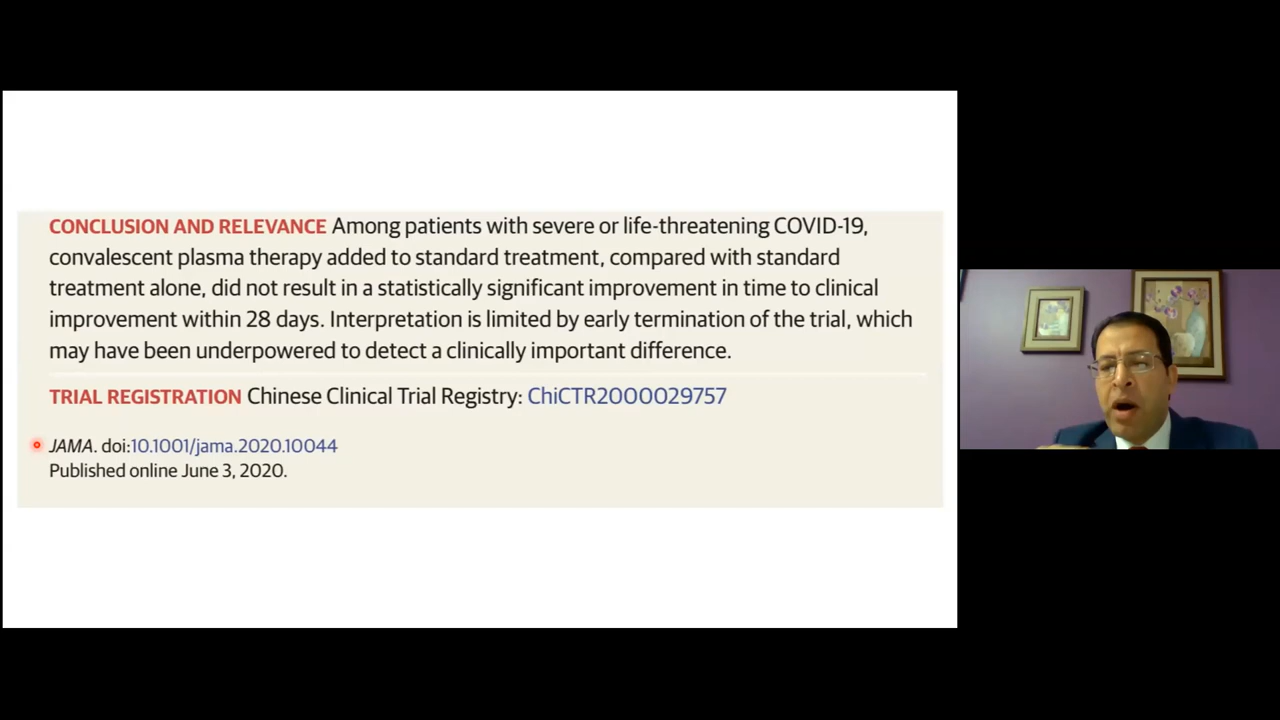 CONCLUSION AND RELEVANCE Among patients with severe or life-threatening COVID-19,
convalescent plasma therapy added to standard treatment, compared with standard
treatment alone, did not result in a statistically significant improvement in time to clinical
improvement within 28 days. Interpretation is limited by early termination of the trial, which
may have been underpowered to detect a clinically important difference.
TRIAL REGISTRATION Chinese Clinical Trial Registry: ChiCTR2000029757
JAMA. doi:10.1001/jama.2020.10044
Published online June 3, 2020.